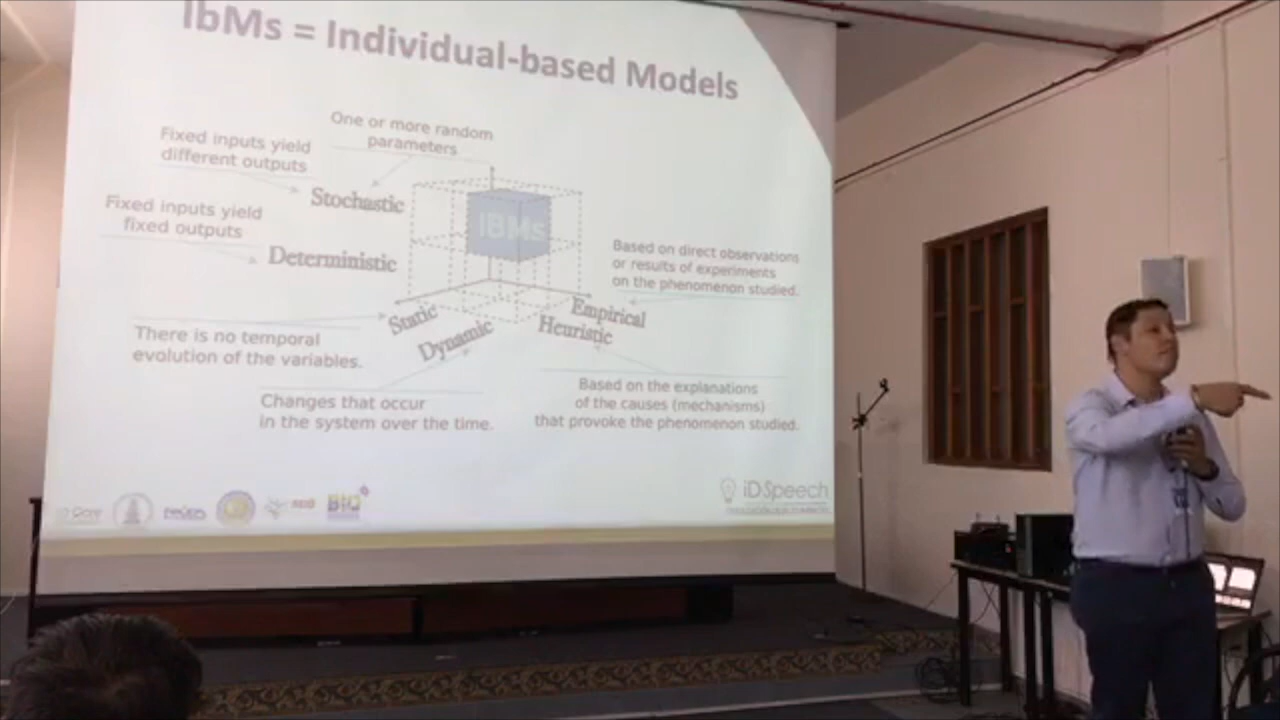 IbMs = Individual-based Models
One or more random
parameters
Fixed inputs yield
different outputs
Stochastic
Fixed inputs yield
fixed outputs
Deterministic
IBMs
Based on direct observations
or results of experiments
on the phenomenon studied.
Static
Dynamic
Empirical
Heuristic
There is no temporal
evolution of the variables.
Changes that occur
in the system over the time.
Based on the explanations
of the causes (mechanisms)
that provoke the phenomenon studied.
BIO
iDSpeech